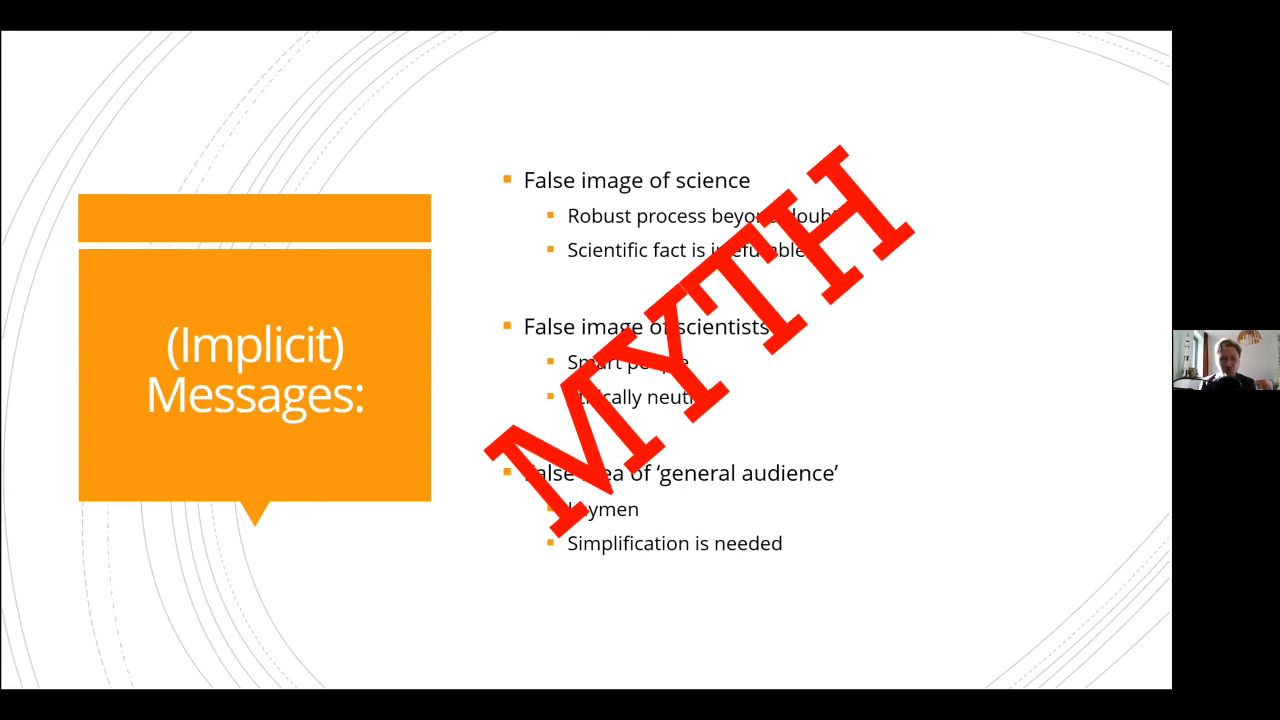 (Implicit)
Messages:
False image of science
Robust process beyond doubt
Scientific fact is irrefutable
False image of scientists
Smart people
Ethically neutral
False idea of ‘general audience’
Laymen
Simplification is needed
MYTH